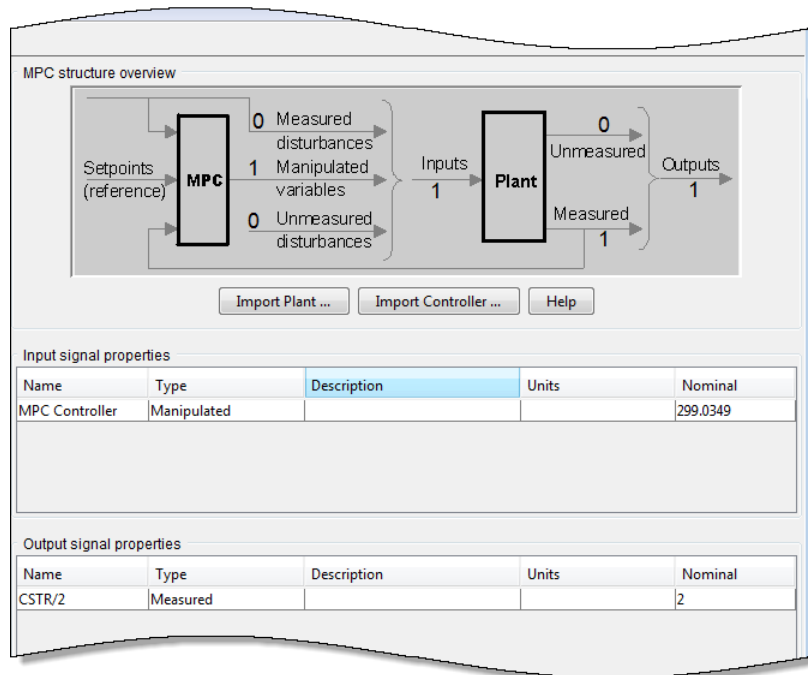 MPC structure overview
0 Measured disturbances
Setpoints (reference)
MPC
1 Manipulated variables
0 Unmeasured disturbances
Inputs
1
Plant
0
Unmeasured
Measured
1
Outputs
1
Import Plant ... Import Controller ... Help
Input signal properties
Name Type Description Units Nominal
MPC Controller Manipulated 299.0349
Output signal properties
Name Type Description Units Nominal
CSTR/2 Measured 2